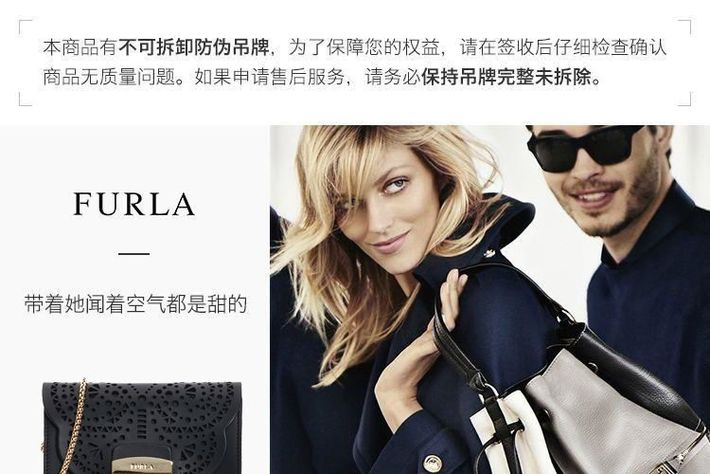 本商品有不可拆卸防伪吊牌，为了保障您的权益，请在签收后仔细检查确认
商品无质量问题。如果申请售后服务，请务必保持吊牌完整未拆除。
FURLA
带着她闻着空气都是甜的
FURLA